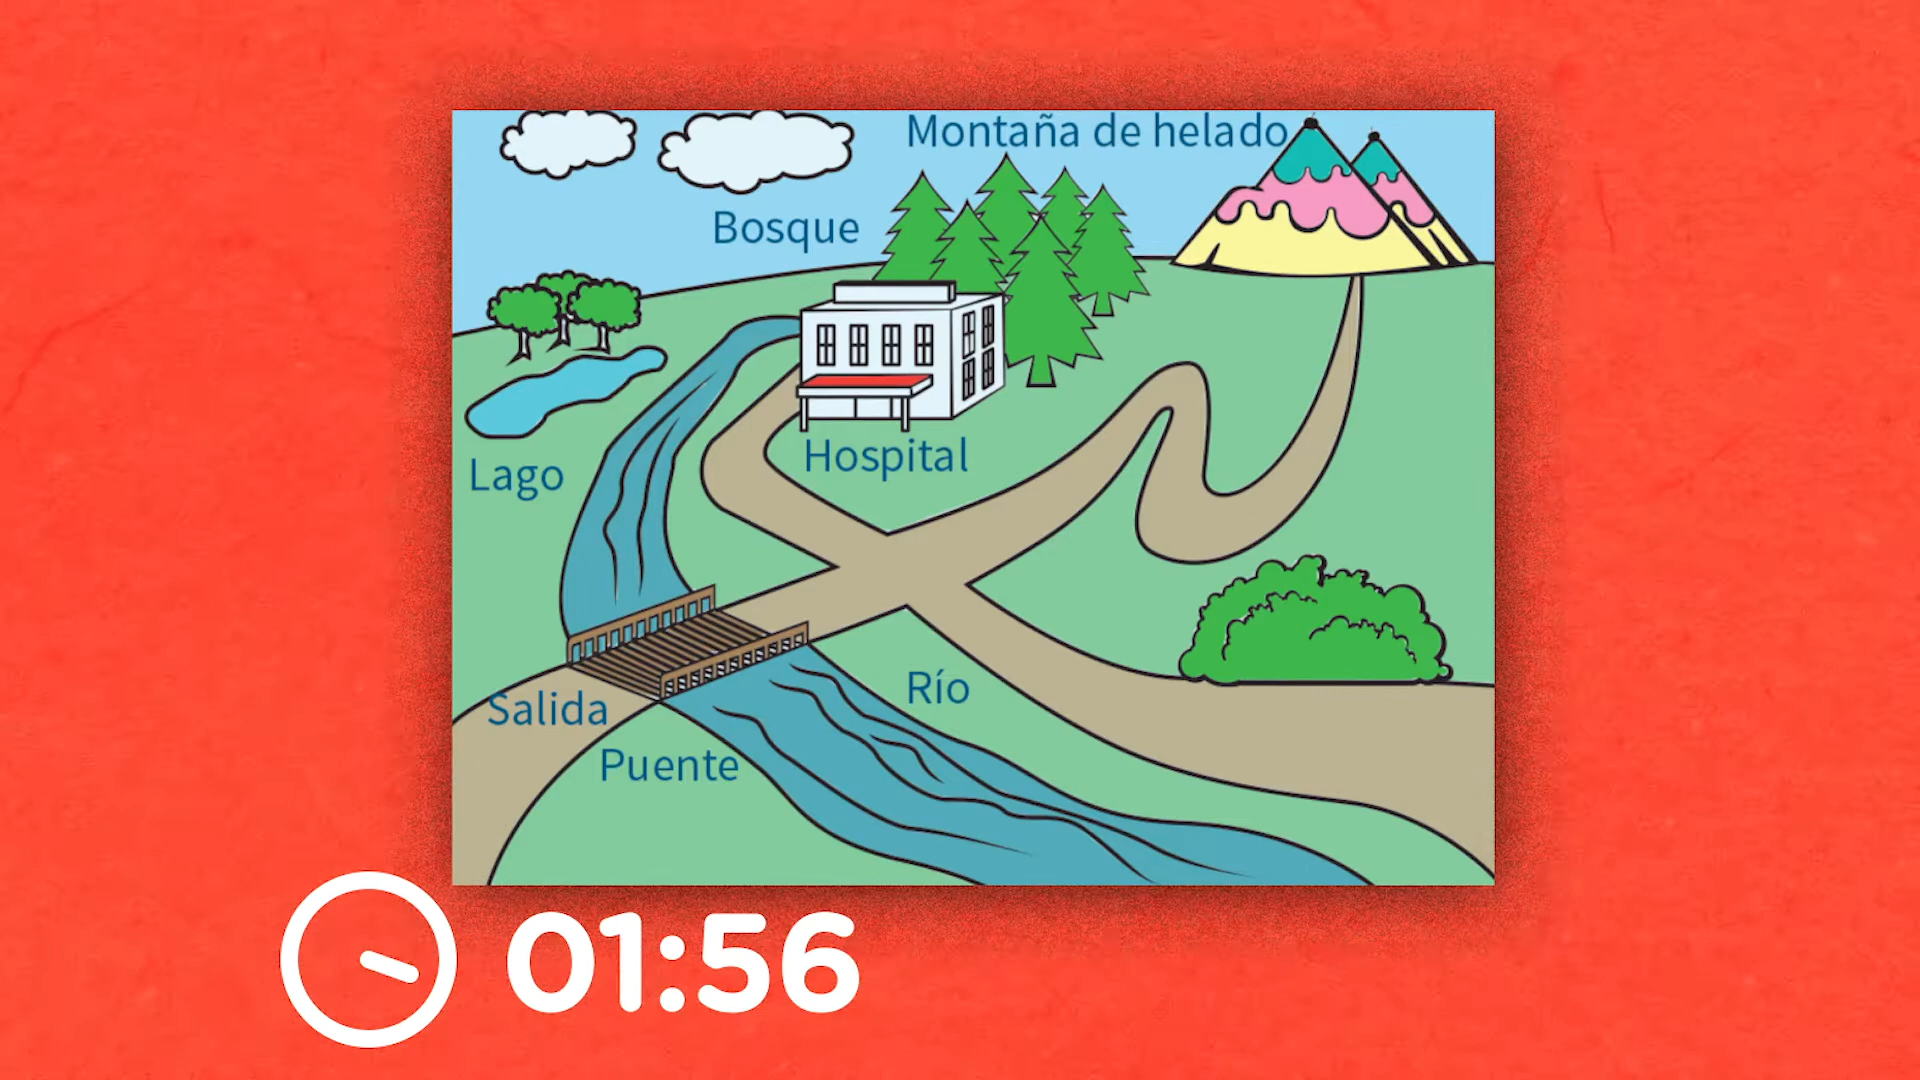 Montaña de helado
Bosque
Hospital
Lago
Río
Salida
Puente
01:56